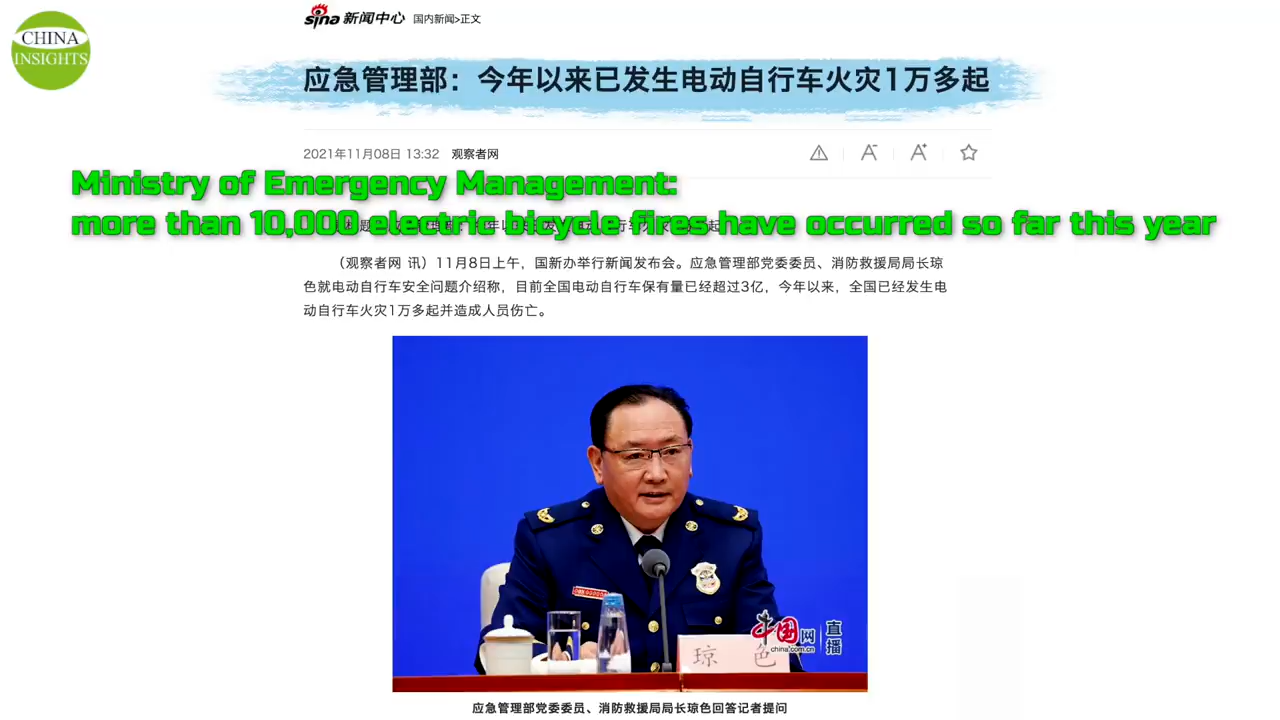 CHINA
INSIGHTS
sina 新闻中心 国内新闻>正文
应急管理部：今年以来已发生电动自行车火灾1万多起
2021年11月08日 13:32 观察者网
Ministry of Emergency Management:
more than 10,000 electric bicycle fires have occurred so far this year
（观察者网 讯）11月8日上午，国新办举行新闻发布会。应急管理部党委委员、消防救援局局长琼
色就电动自行车安全问题介绍称，目前全国电动自行车保有量已经超过3亿，今年以来，全国已经发生电
动自行车火灾1万多起并造成人员伤亡。
中国网 直播
china.com.cn
琼 色
应急管理部党委委员、消防救援局局长琼色回答记者提问